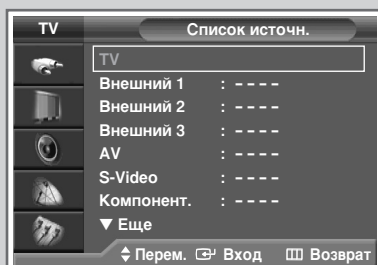 TV Список источн.
TV
Внешний 1 : - - - -
Внешний 2 : - - - -
Внешний 3 : - - - -
AV : - - - -
S-Video : - - - -
Компонент. : - - - -
▼ Еще
Перем. Вход Возврат